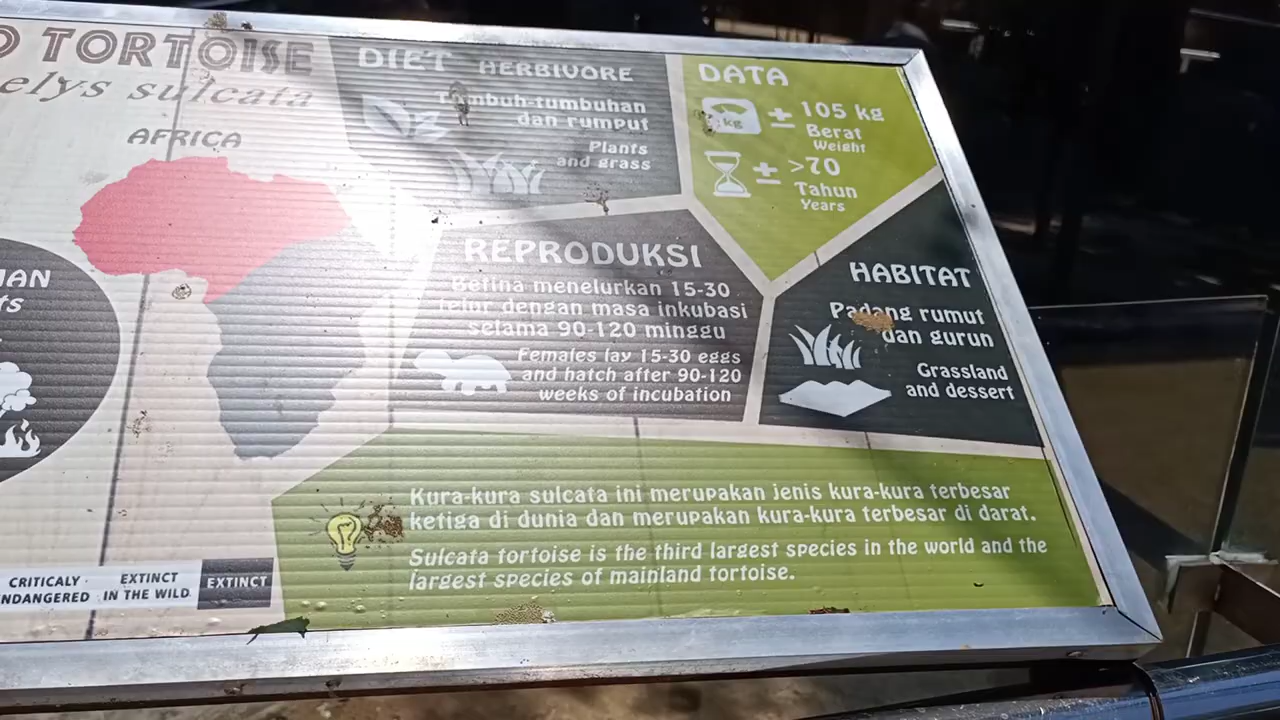 TORTOISE
elys sulcata
AFRICA
DIET HERBIVORE
Tumbuh-tumbuhan
dan rumput
Plants
and grass
DATA
kg
± 105 kg
Berat
Weight
± >70
Tahun
Years
REPRODUKSI
Betina menelurkan 15-30
telur dengan masa inkubasi
selama 90-120 minggu
Females lay 15-30 eggs
and hatch after 90-120
weeks of incubation
HABITAT
Padang rumut
dan gurun
Grassland
and dessert
Kura-kura sulcata ini merupakan jenis kura-kura terbesar
ketiga di dunia dan merupakan kura-kura terbesar di darat.
Sulcata tortoise is the third largest species in the world and the
largest species of mainland tortoise.
CRITICALY
NDANGERED
EXTINCT
IN THE WILD
EXTINCT